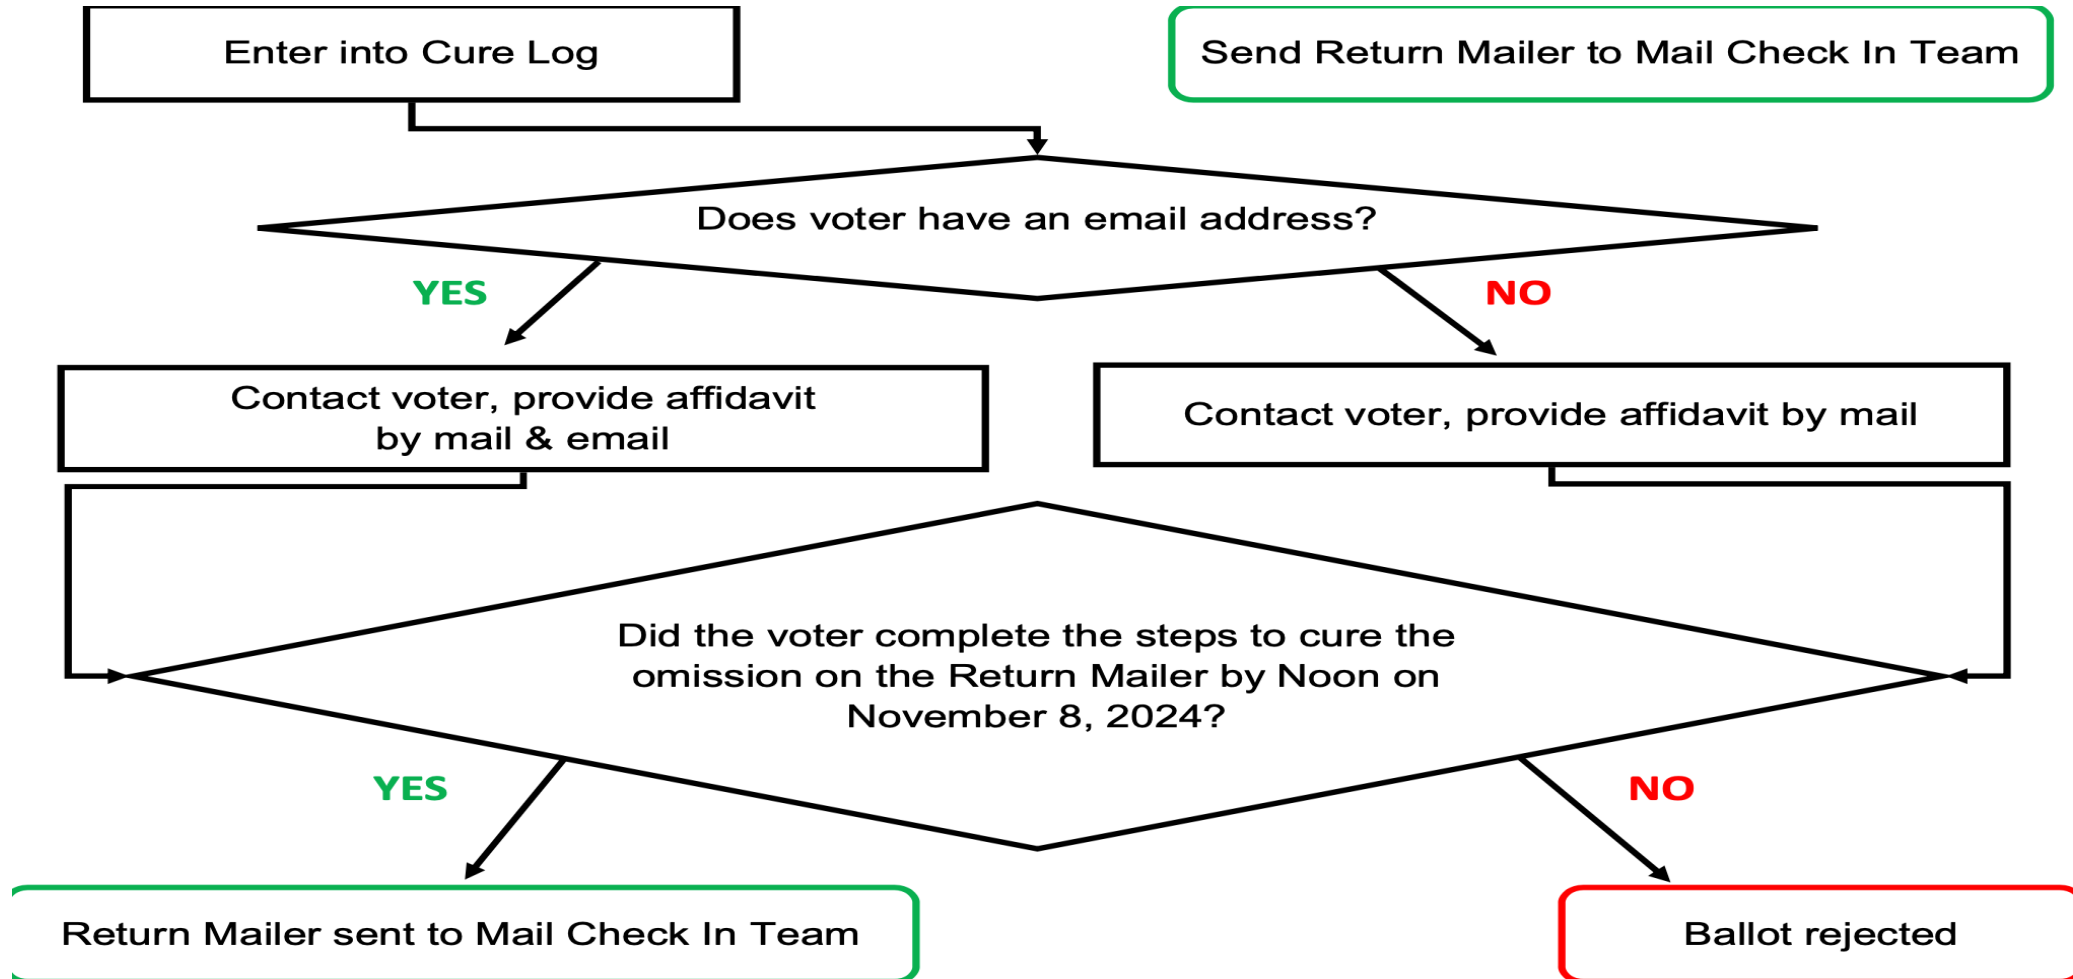 Enter into Cure Log
Send Return Mailer to Mail Check In Team
Does voter have an email address?
YES
NO
Contact voter, provide affidavit
by mail & email
Contact voter, provide affidavit by mail
Did the voter complete the steps to cure the
omission on the Return Mailer by Noon on
November 8, 2024?
YES
NO
Return Mailer sent to Mail Check In Team
Ballot rejected